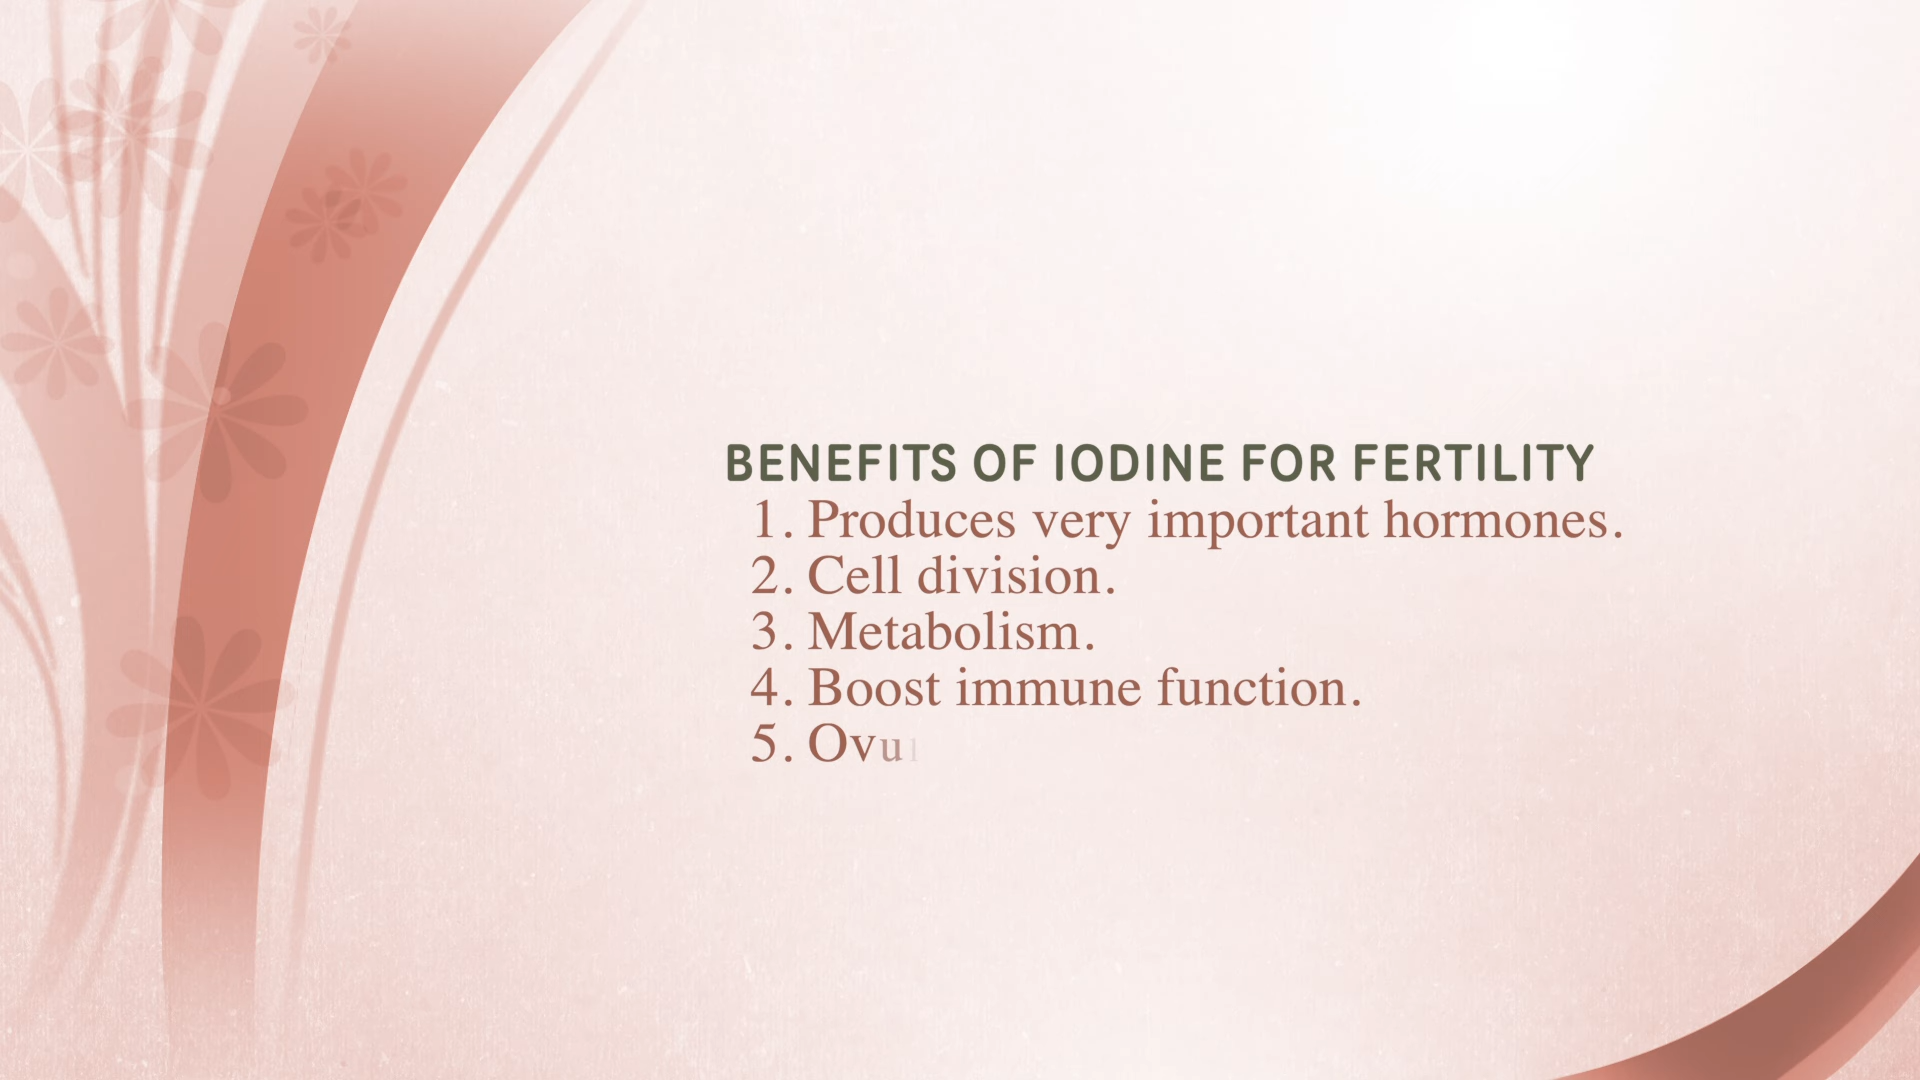 BENEFITS OF IODINE FOR FERTILITY
1. Produces very important hormones.
2. Cell division.
3. Metabolism.
4. Boost immune function.
5. Ovul